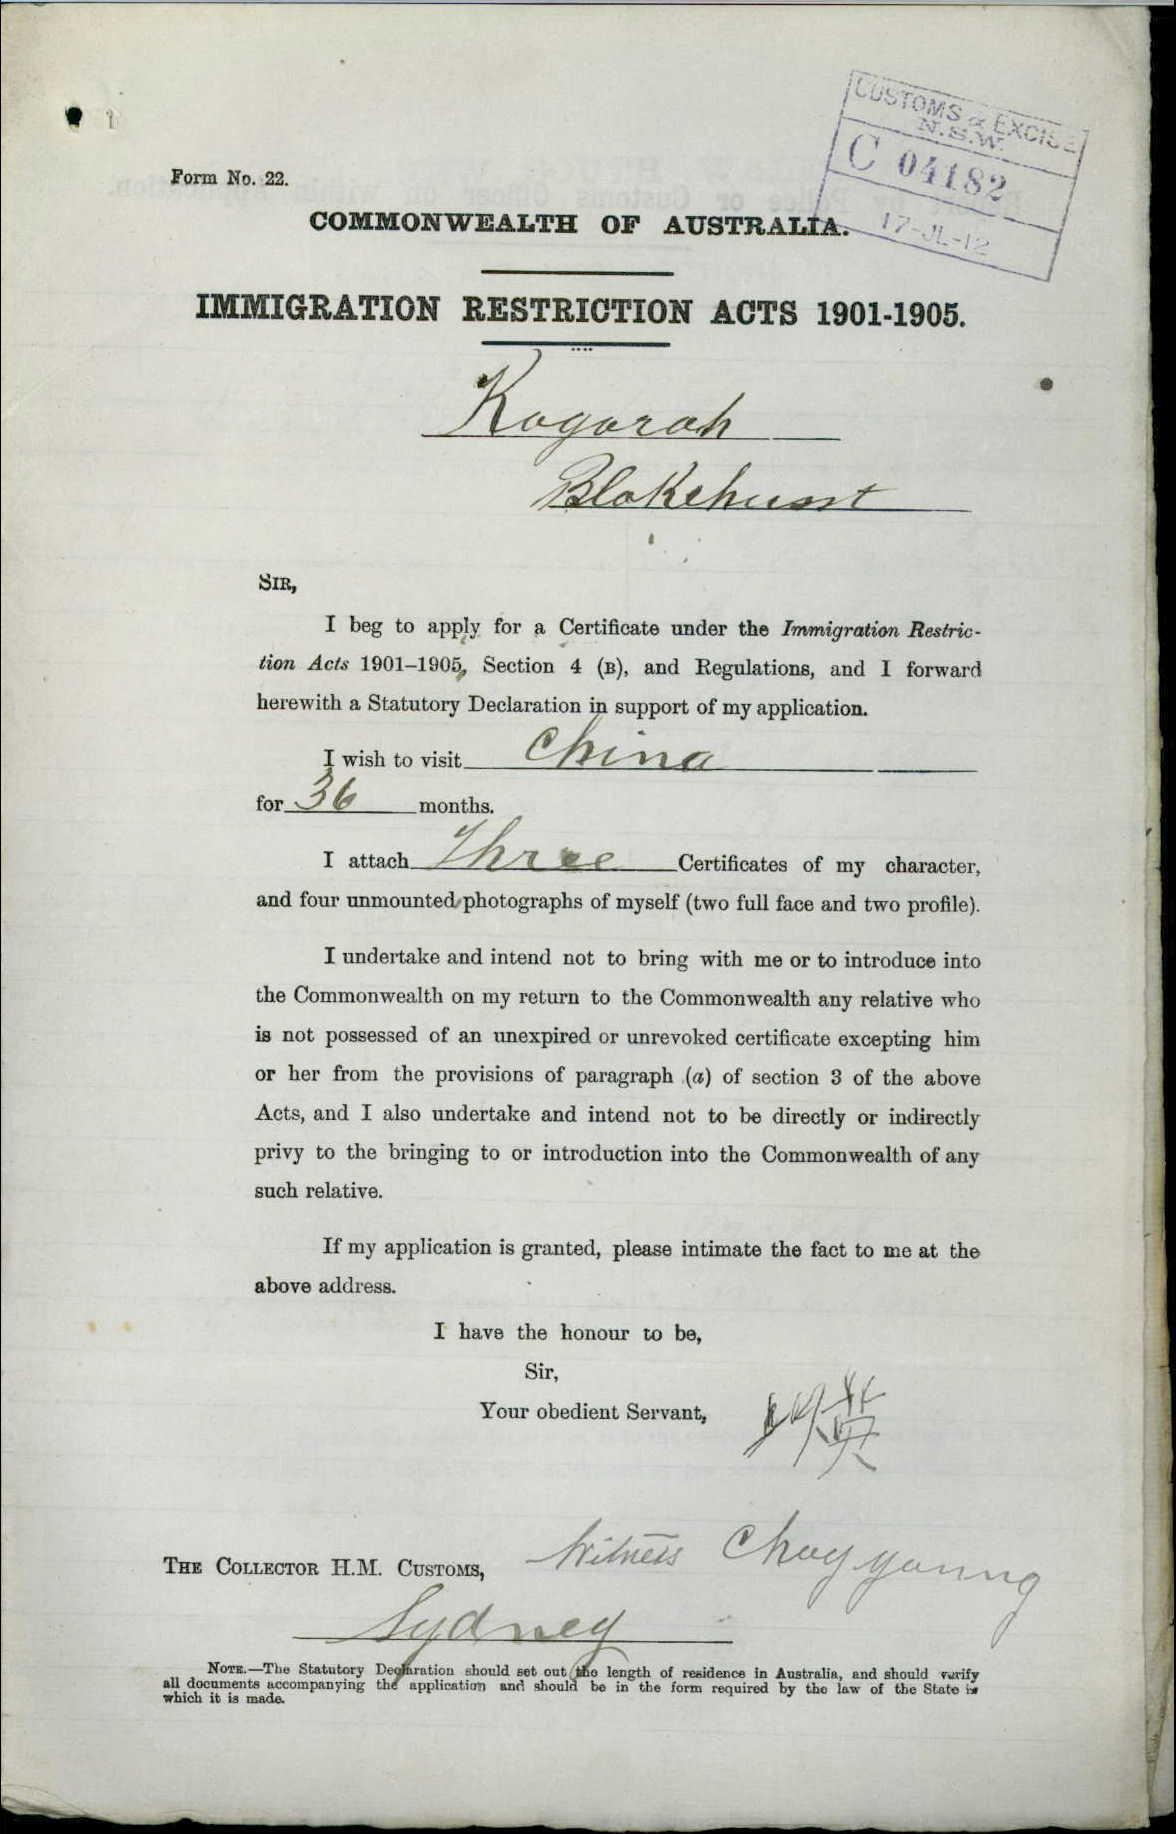 CUSTOMS & EXCISE
N.S.W.
C 04182
17-JL-12
Form No. 22.
COMMONWEALTH OF AUSTRALIA.
IMMIGRATION RESTRICTION ACTS 1901-1905.
Kogarah
Blakehurst
SIR,
I beg to apply for a Certificate under the Immigration Restric-
tion Acts 1901-1905, Section 4 (B), and Regulations, and I forward
herewith a Statutory Declaration in support of my application.
I wish to visit China
for 36 months.
I attach three Certificates of my character,
and four unmounted photographs of myself (two full face and two profile).
I undertake and intend not to bring with me or to introduce into
the Commonwealth on my return to the Commonwealth any relative who
is not possessed of an unexpired or unrevoked certificate excepting him
or her from the provisions of paragraph (a) of section 3 of the above
Acts, and I also undertake and intend not to be directly or indirectly
privy to the bringing to or introduction into the Commonwealth of any
such relative.
If my application is granted, please intimate the fact to me at the
above address.
I have the honour to be,
Sir,
Your obedient Servant,
Witness Choy young
THE COLLECTOR H.M. CUSTOMS,
Sydney
NOTE.—The Statutory Declaration should set out the length of residence in Australia, and should verify
all documents accompanying the application and should be in the form required by the law of the State in
which it is made.